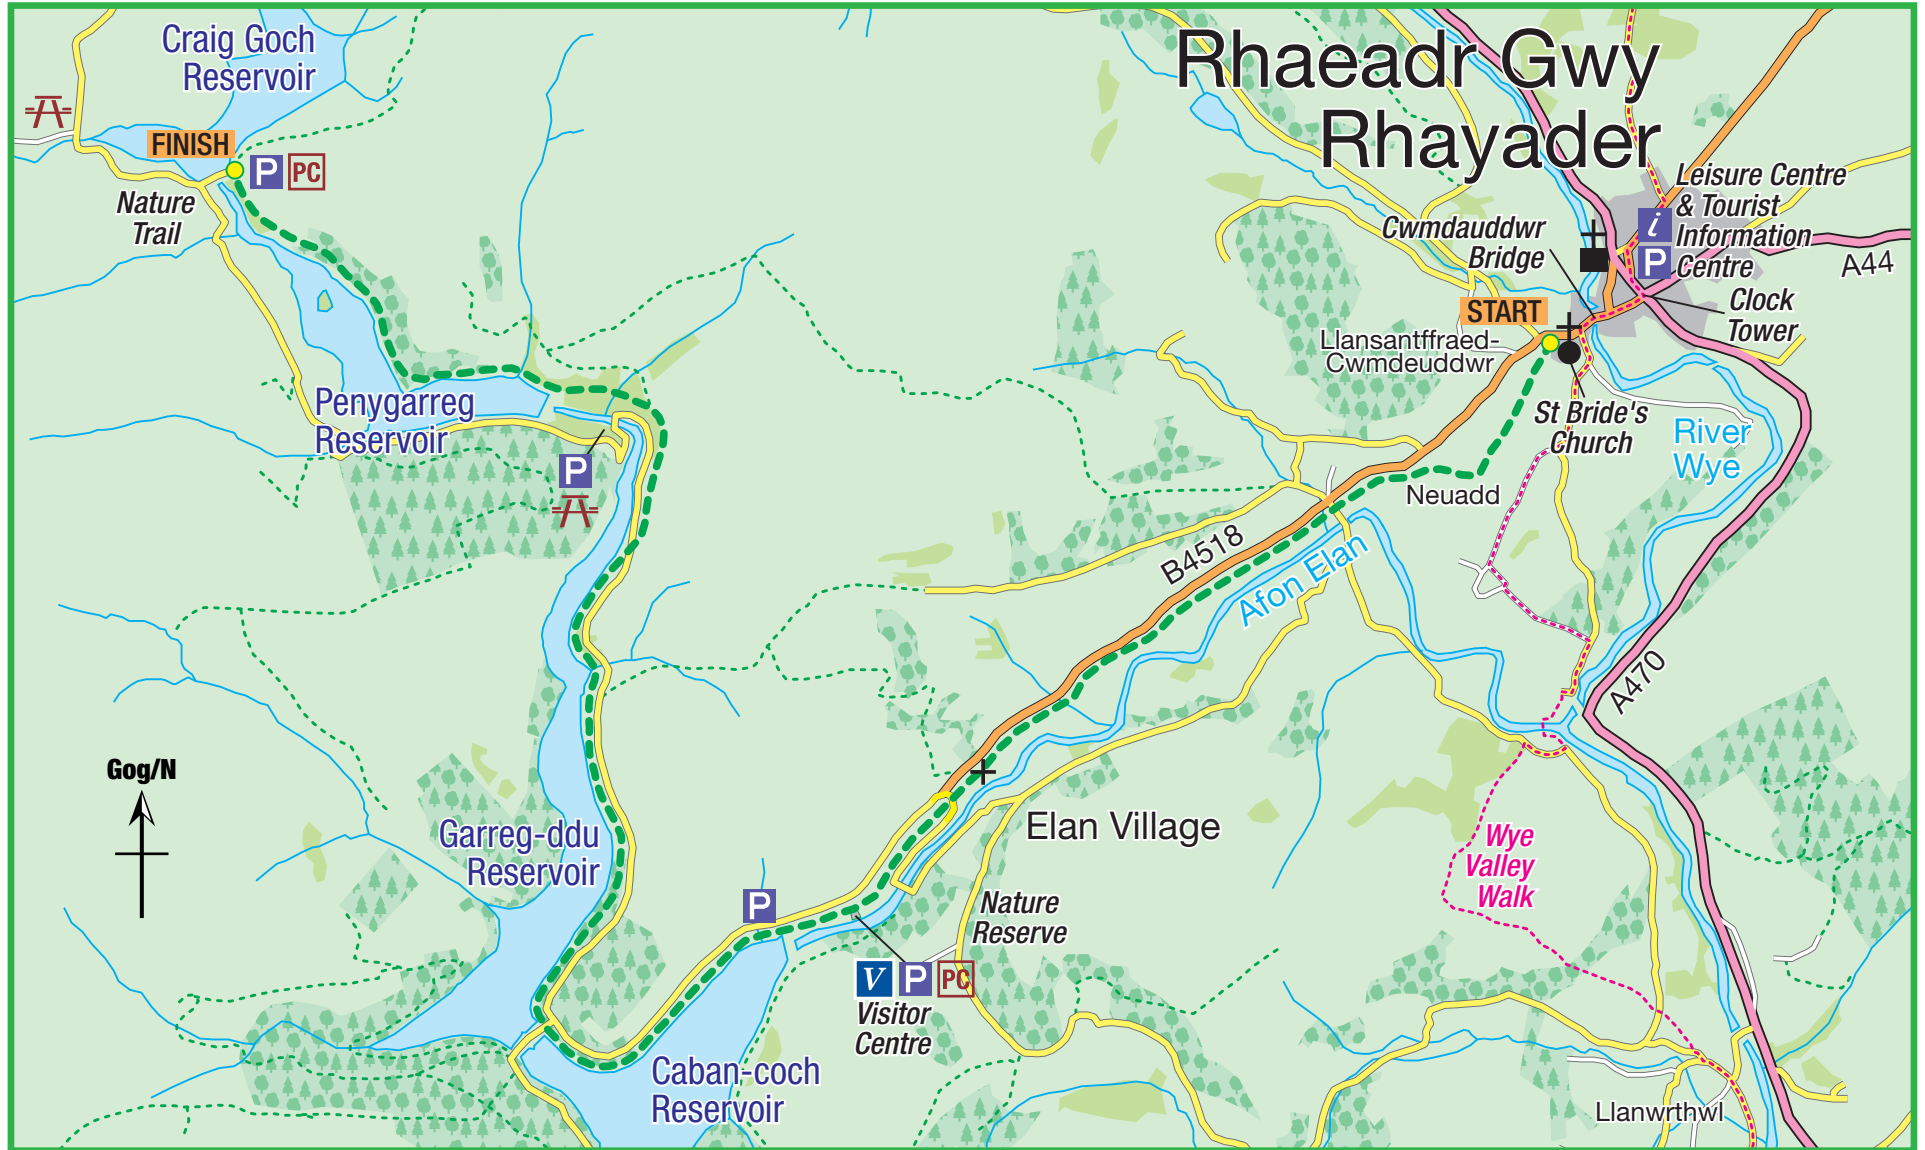 Craig Goch
Reservoir
FINISH
P
PC
Nature
Trail
Rhaeadr Gwy
Rhayader
Leisure Centre
& Tourist
Information
Centre
i
P
Cwmdauddwr
Bridge
A44
Clock
Tower
START
Llansantffraed-
Cwmdeuddwr
St Bride's
Church
River
Wye
Penygarreg
Reservoir
P
Neuadd
B4518
Afon Elan
A470
Gog/N
Garreg-ddu
Reservoir
Elan Village
Wye
Valley
Walk
P
Nature
Reserve
V
P
PC
Visitor
Centre
Caban-coch
Reservoir
Llanwrthwl